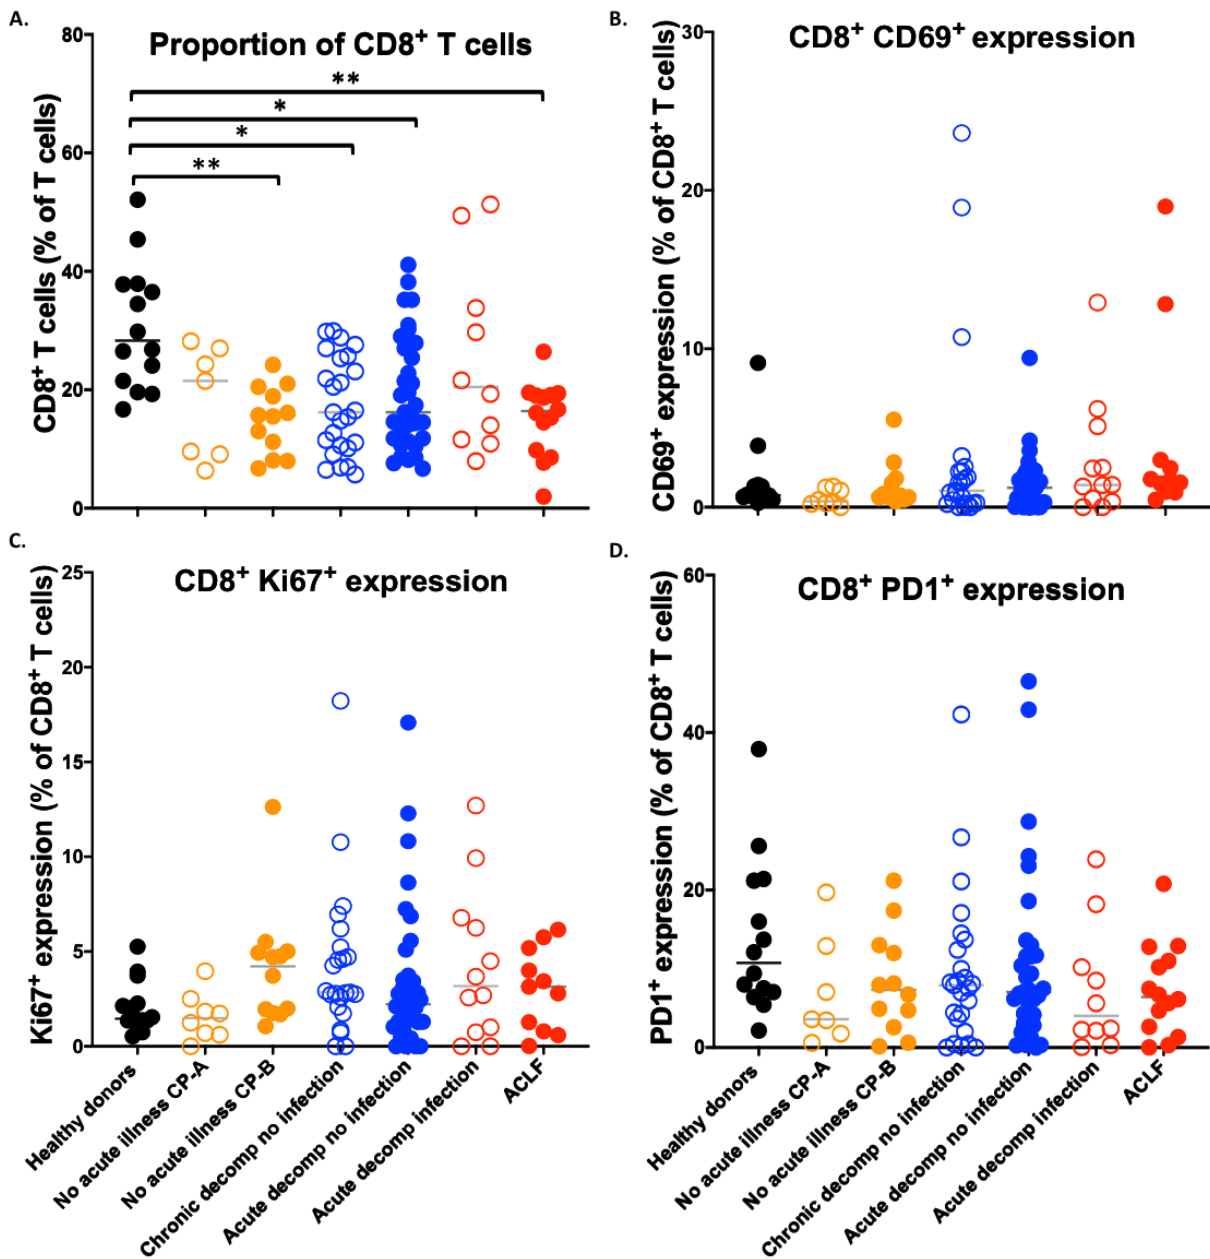 A.
Proportion of CD8⁺ T cells
CD8⁺ T cells (% of T cells)
80
60
40
20
0
**
*
*
**
B.
CD8⁺ CD69⁺ expression
CD69⁺ expression (% of CD8⁺ T cells)
30
20
10
0
C.
CD8⁺ Ki67⁺ expression
Ki67⁺ expression (% of CD8⁺ T cells)
25
20
15
10
5
0
Healthy donors
No acute illness CP-A
No acute illness CP-B
Chronic decomp no infection
Acute decomp no infection
Acute decomp infection
ACLF
D.
CD8⁺ PD1⁺ expression
PD1⁺ expression (% of CD8⁺ T cells)
60
40
20
0
Healthy donors
No acute illness CP-A
No acute illness CP-B
Chronic decomp no infection
Acute decomp no infection
Acute decomp infection
ACLF